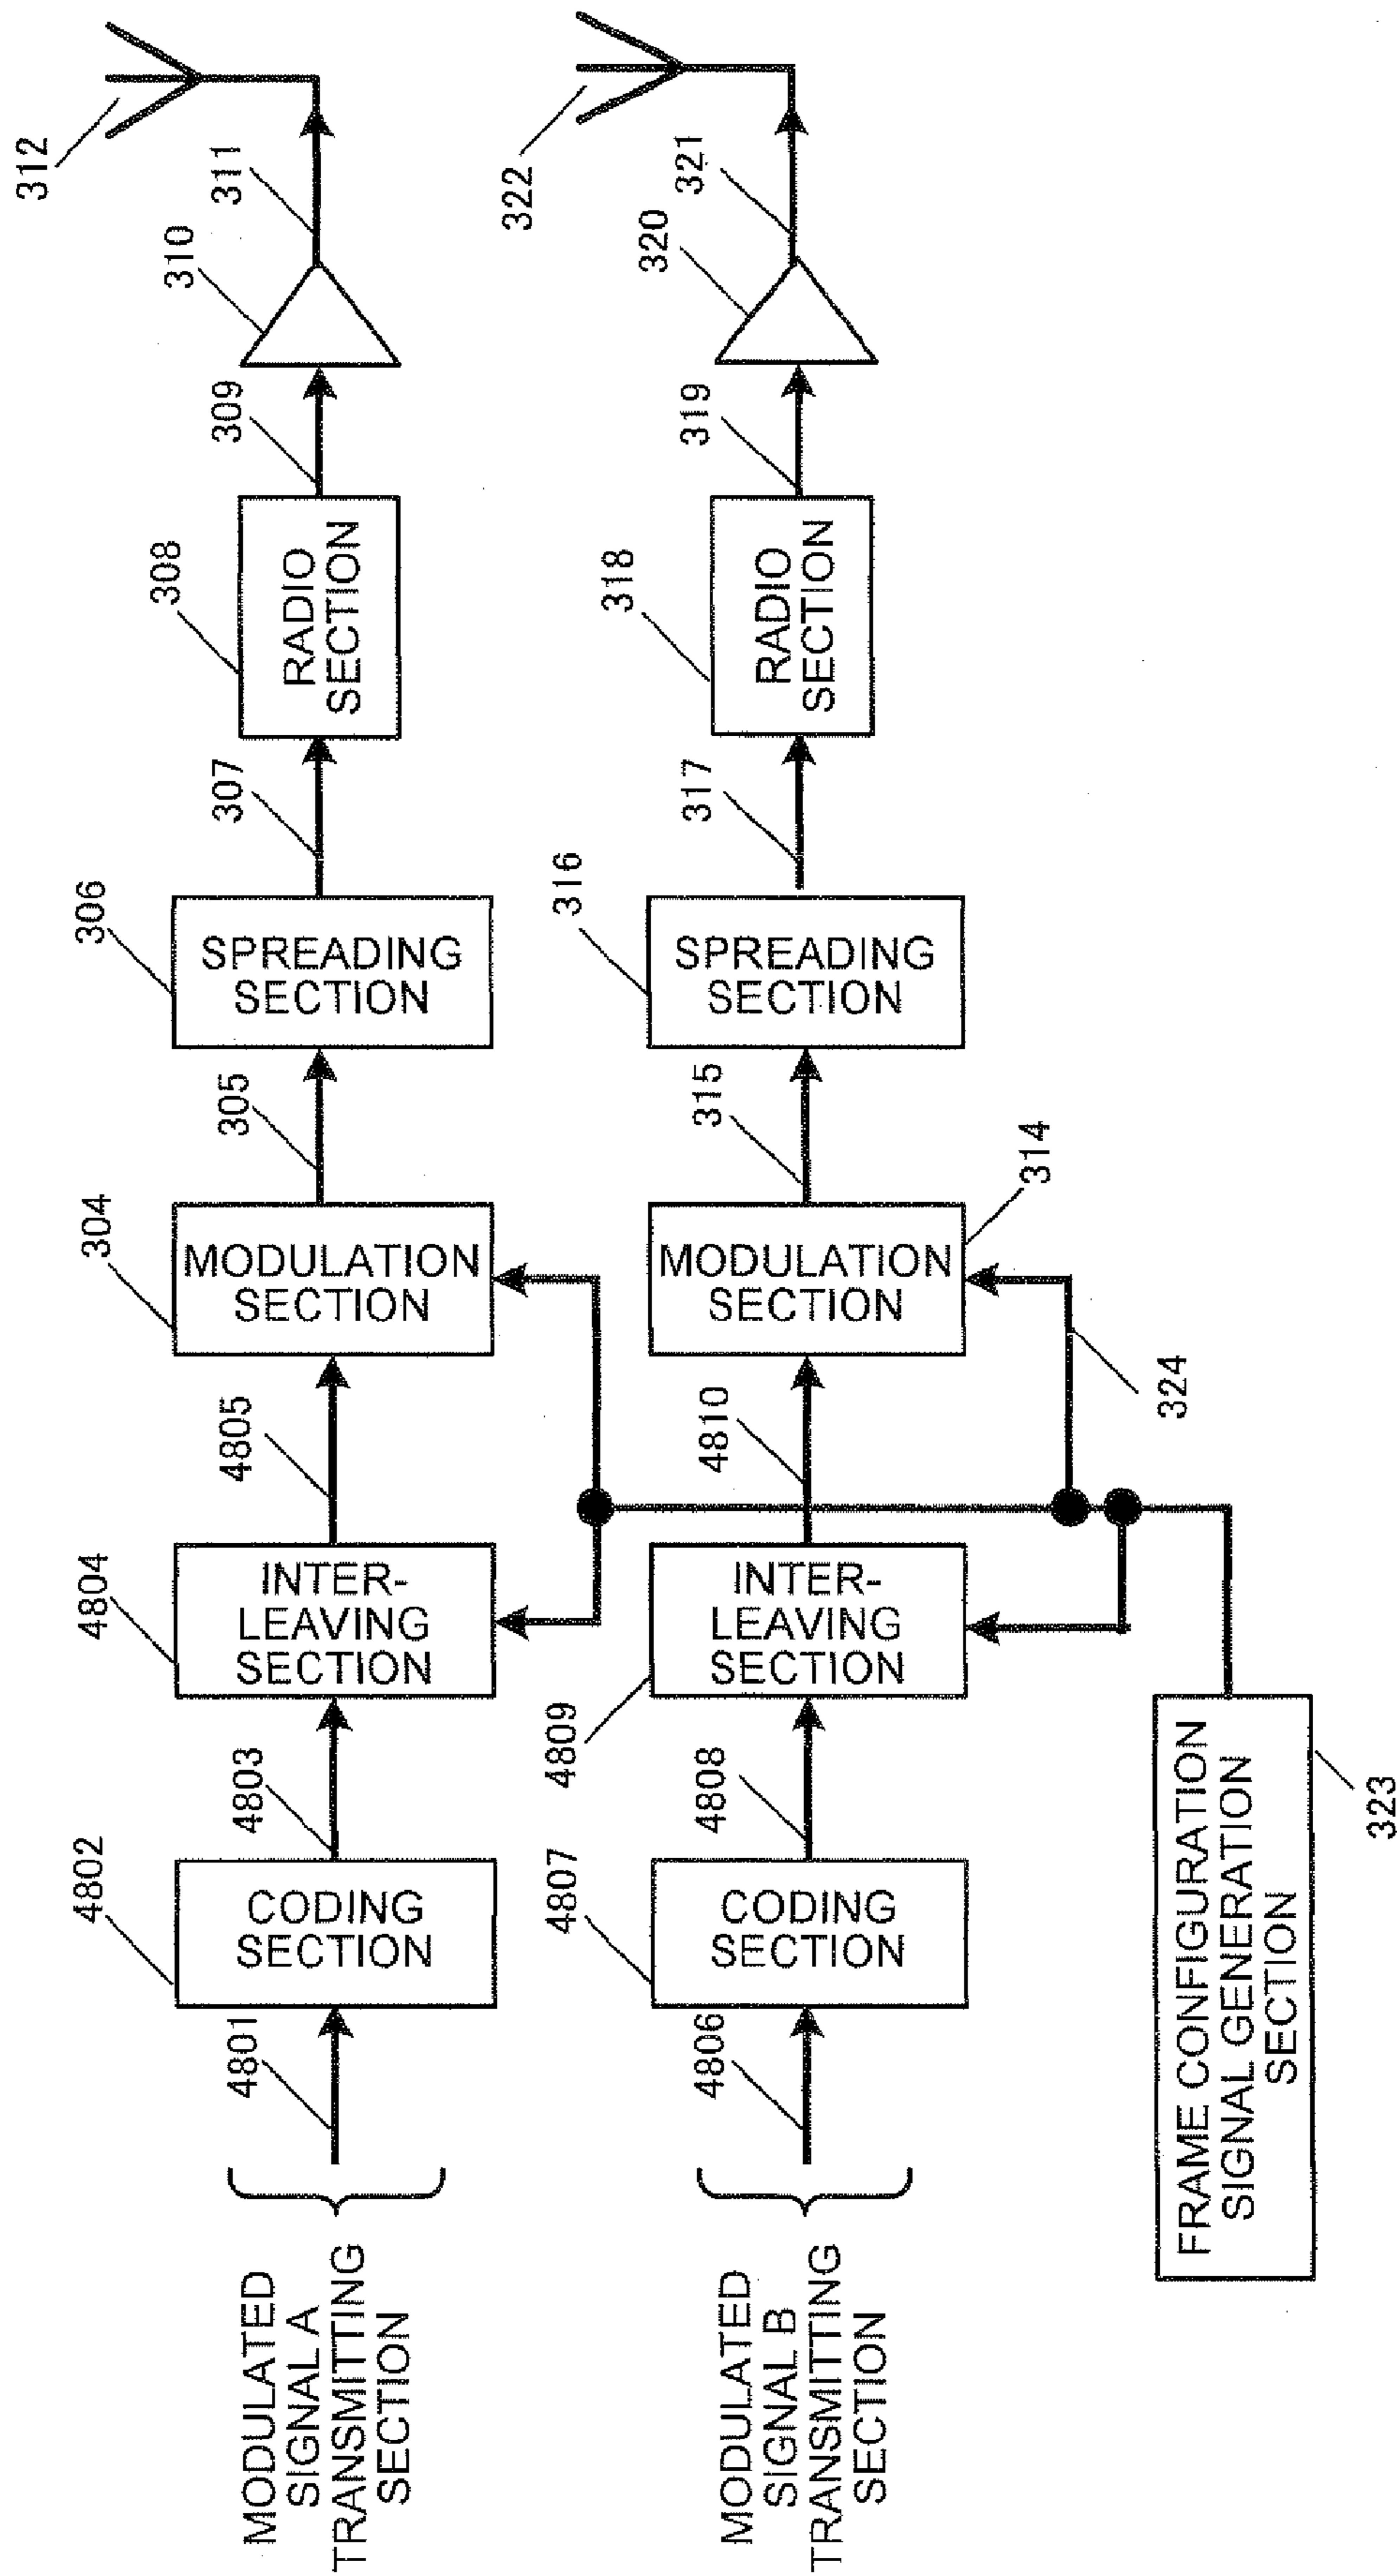 MODULATED
SIGNAL A
TRANSMITTING
SECTION
4801
4802
CODING
SECTION
4803
4804
INTER-
LEAVING
SECTION
4805
304
MODULATION
SECTION
305
306
SPREADING
SECTION
307
308
RADIO
SECTION
309
310
311
312
MODULATED
SIGNAL B
TRANSMITTING
SECTION
4806
4807
CODING
SECTION
4808
4809
INTER-
LEAVING
SECTION
4810
314
MODULATION
SECTION
315
316
SPREADING
SECTION
317
318
RADIO
SECTION
319
320
321
322
FRAME CONFIGURATION
SIGNAL GENERATION
SECTION
323
324